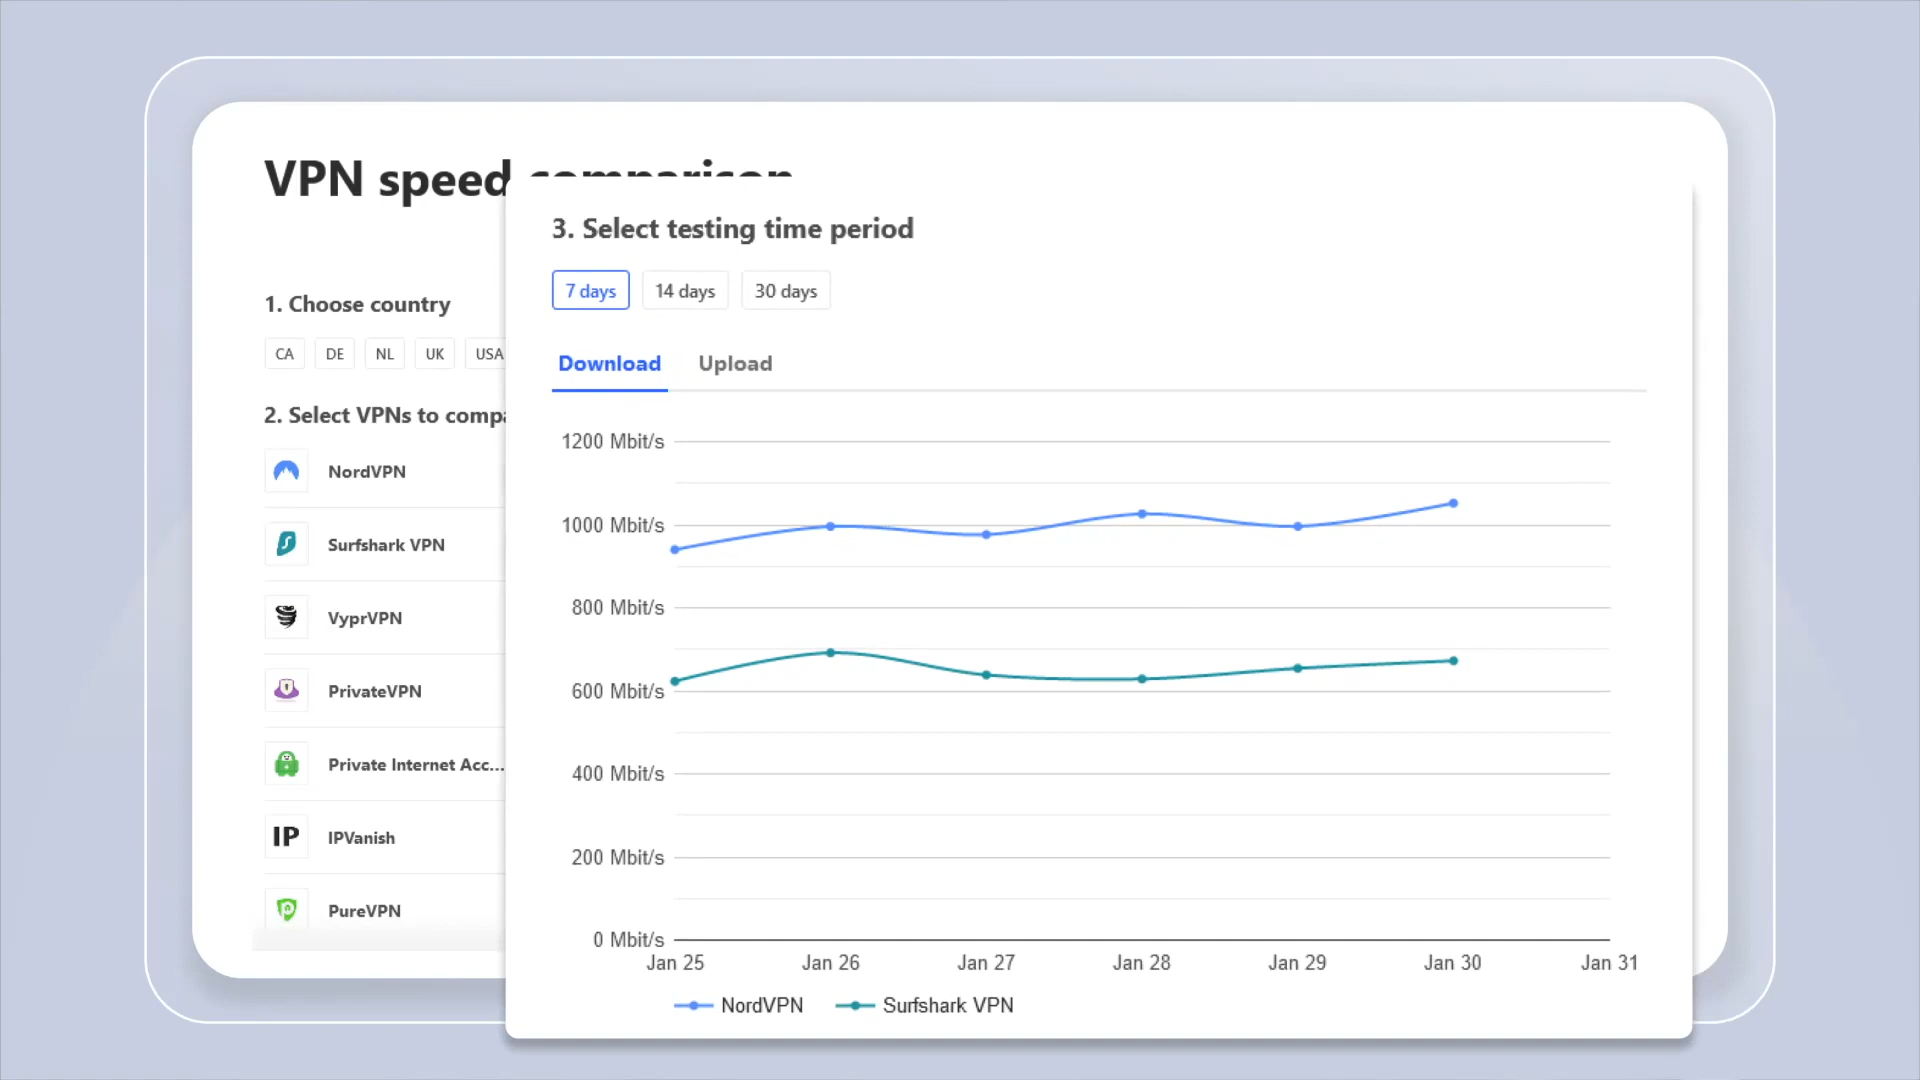 VPN speed comparison
1. Choose country
CA DE NL UK USA
2. Select VPNs to compa
NordVPN
Surfshark VPN
VyprVPN
PrivateVPN
Private Internet Acc...
IP IPVanish
PureVPN
3. Select testing time period
7 days 14 days 30 days
Download Upload
1200 Mbit/s
1000 Mbit/s
800 Mbit/s
600 Mbit/s
400 Mbit/s
200 Mbit/s
0 Mbit/s
Jan 25 Jan 26 Jan 27 Jan 28 Jan 29 Jan 30 Jan 31
NordVPN Surfshark VPN